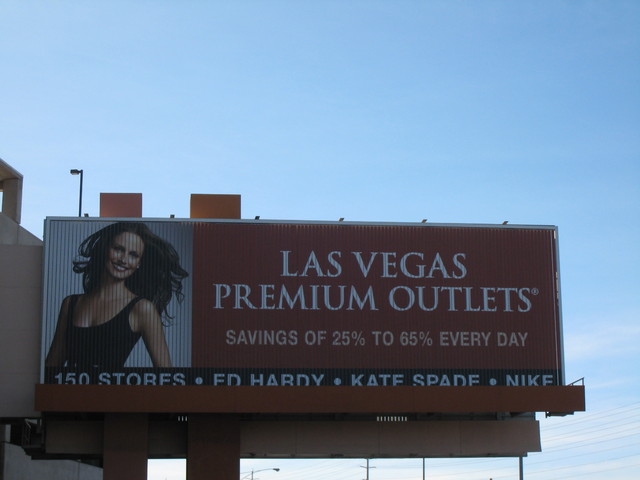 LAS VEGAS
PREMIUM OUTLETS®
SAVINGS OF 25% TO 65% EVERY DAY
150 STORES • ED HARDY • KATE SPADE • NIKE